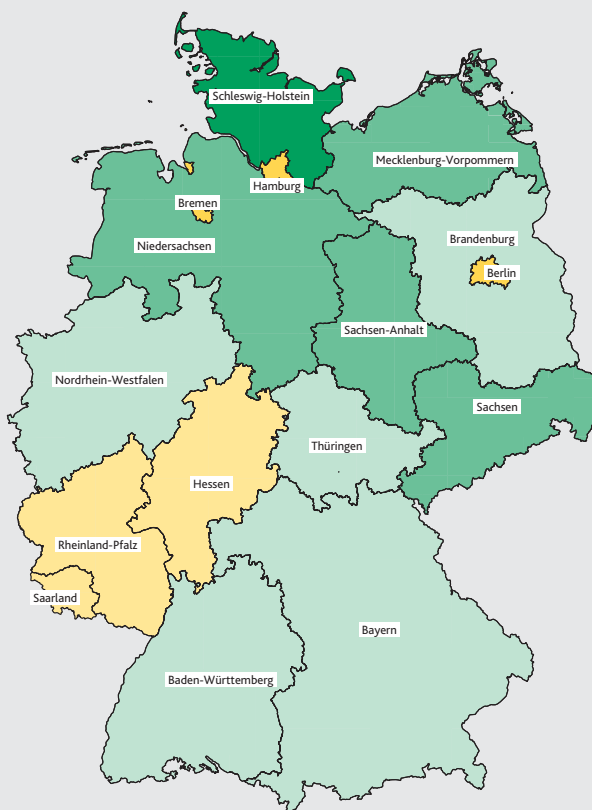 Schleswig-Holstein
Mecklenburg-Vorpommern
Hamburg
Bremen
Niedersachsen
Brandenburg
Berlin
Sachsen-Anhalt
Nordrhein-Westfalen
Sachsen
Thüringen
Hessen
Rheinland-Pfalz
Saarland
Bayern
Baden-Württemberg